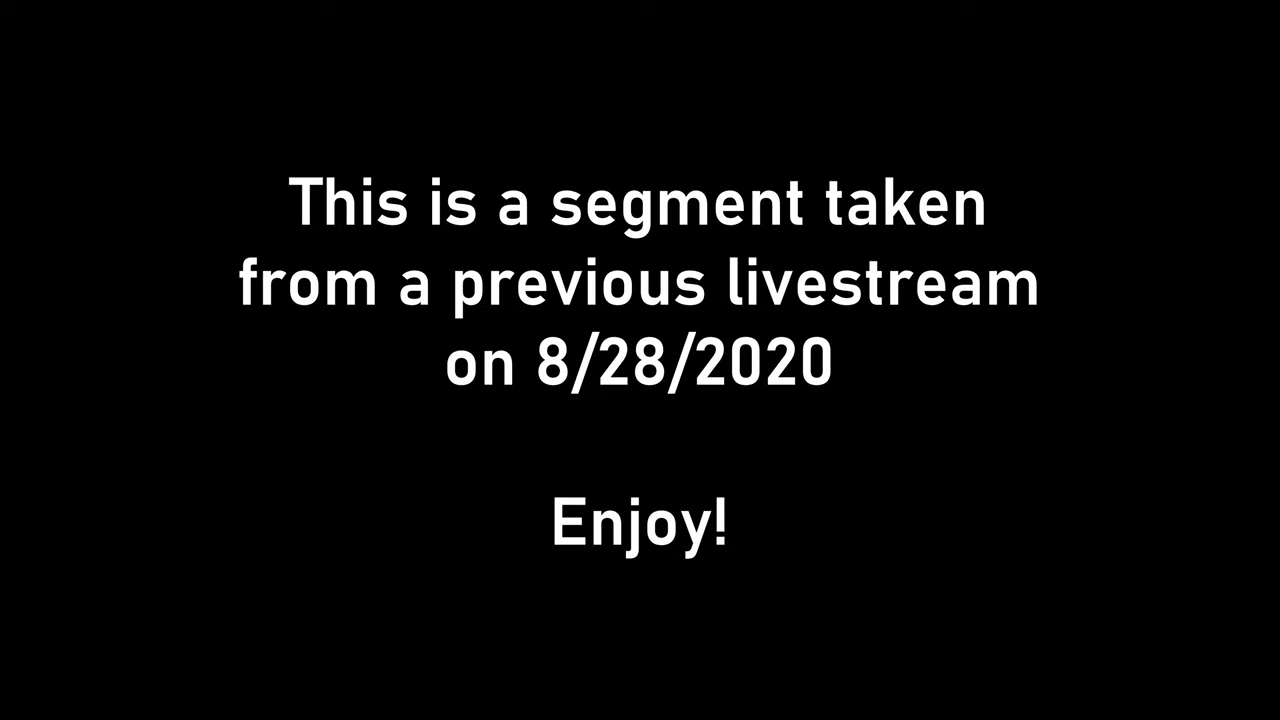 This is a segment taken
from a previous livestream
on 8/28/2020
Enjoy!